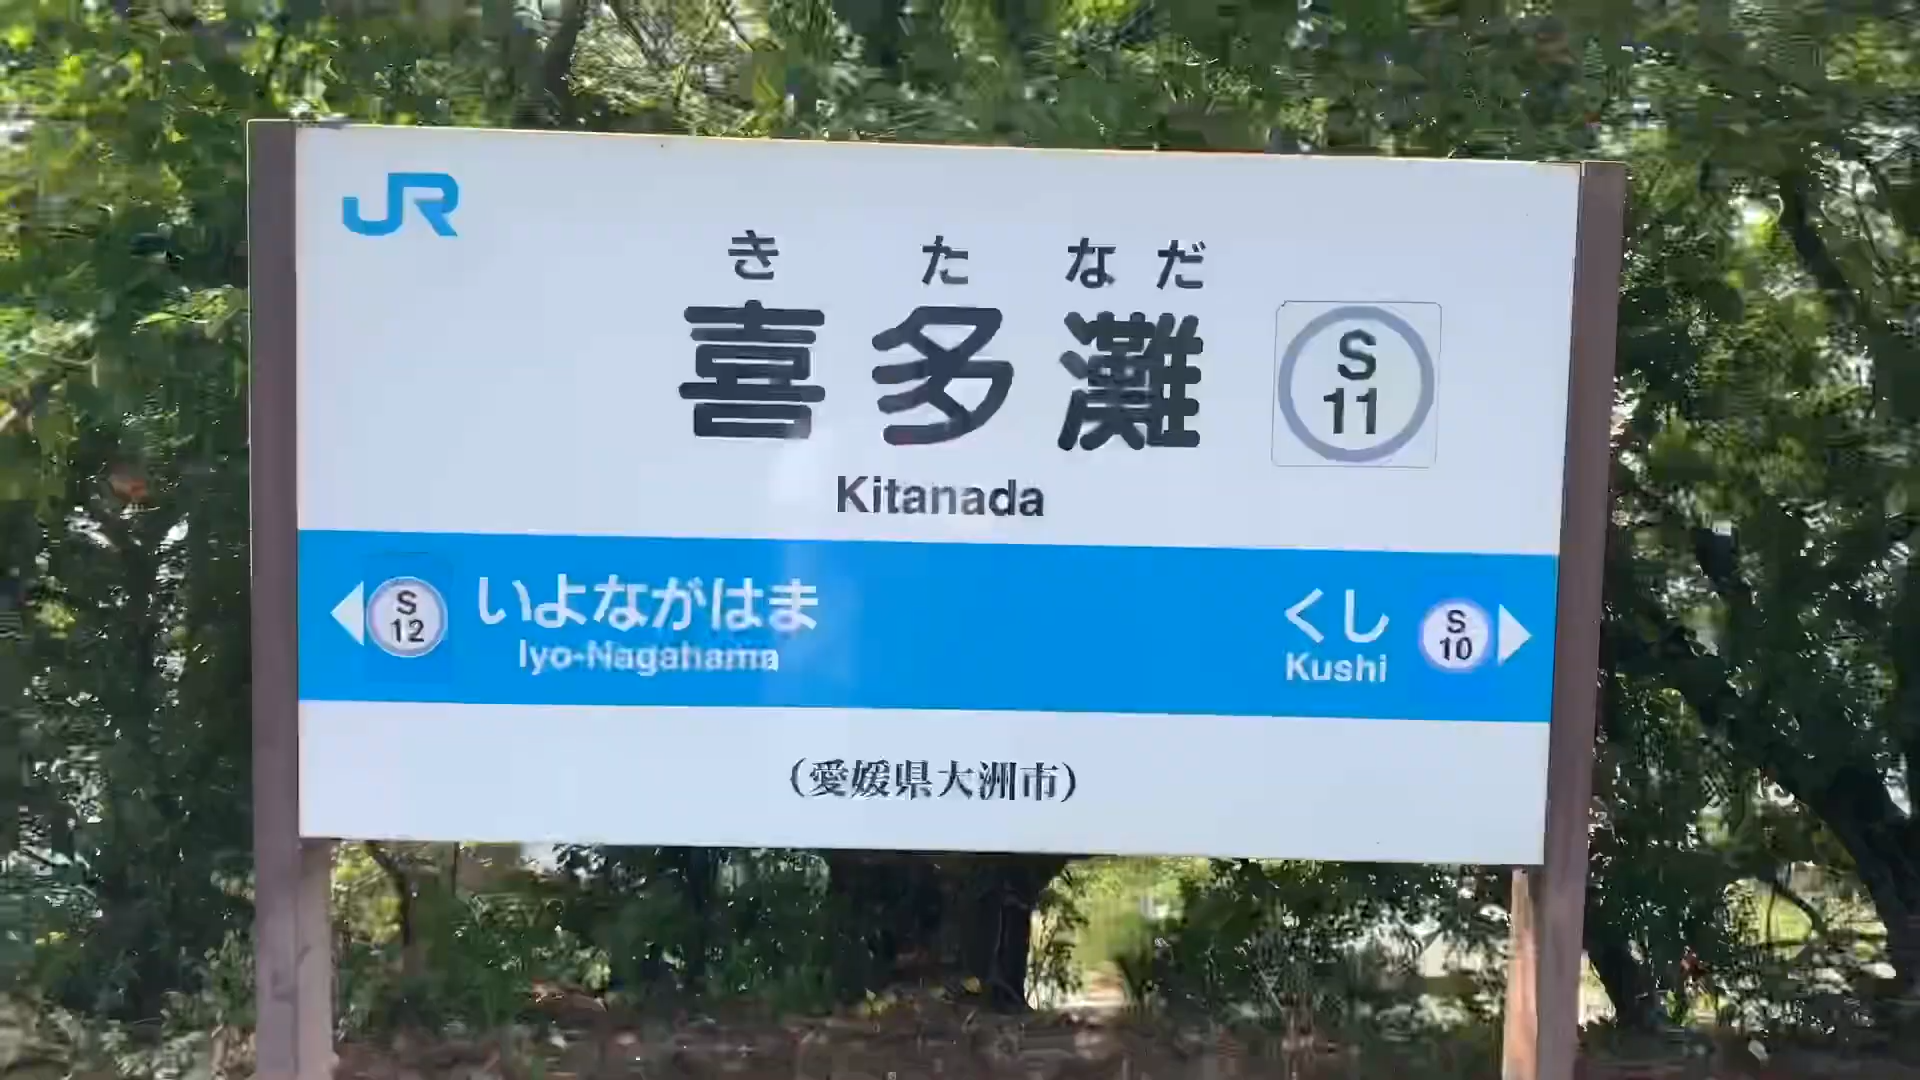 JR
きたなだ
喜多灘
S
11
Kitanada
S
12
いよながはま
Iyo-Nagahama
くし
Kushi
S
10
(愛媛県大洲市)